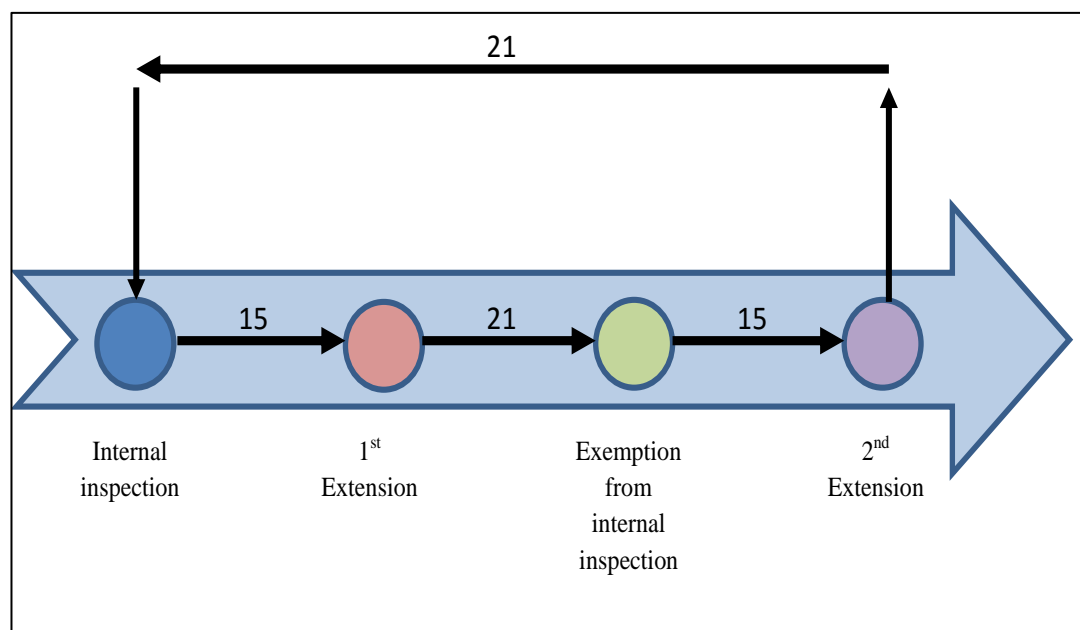 21
15
21
15
Internal
inspection
1st
Extension
Exemption
from
internal
inspection
2nd
Extension